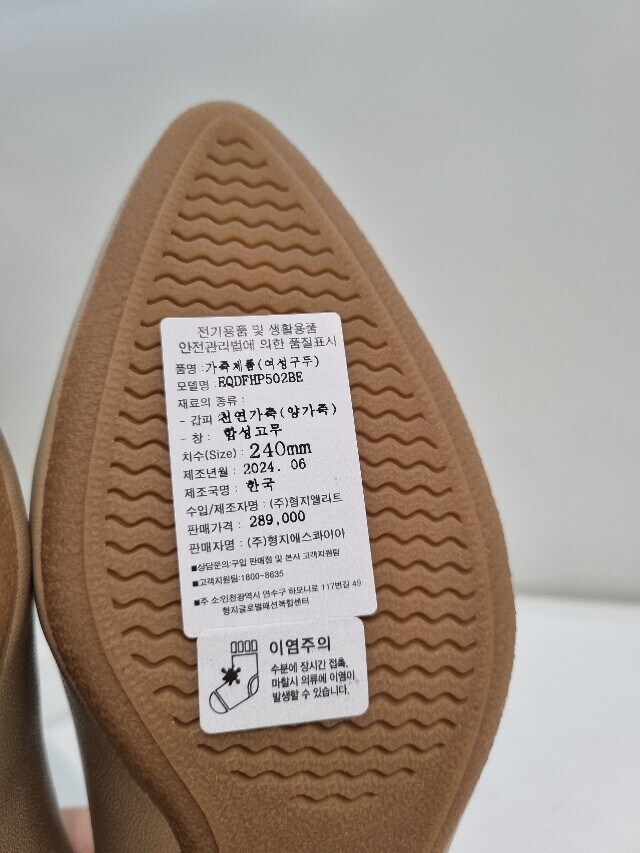 전기용품 및 생활용품
안전관리법에 의한 품질표시
품명 :가죽제품(여성구두)
모델명 :EQDFHP502BE
재료의 종류 :
- 갑피 천연가죽(양가죽)
- 창 : 합성고무
치수(Size) : 240mm
제조년월 : 2024. 06
제조국명 : 한국
수입/제조자명 : (주)형지엘리트
판매가격 : 289,000
판매자명 : (주)형지에스콰이아
■상담문의:구입 판매점 및 본사 고객지원팀
■고객지원팀:1800-8635
■주 소:인천광역시 연수구 하모니로 177번길 49
형지글로벌패션복합센터
이염주의
수분에 장시간 접촉,
마찰시 의류에 이염이
발생할 수 있습니다.